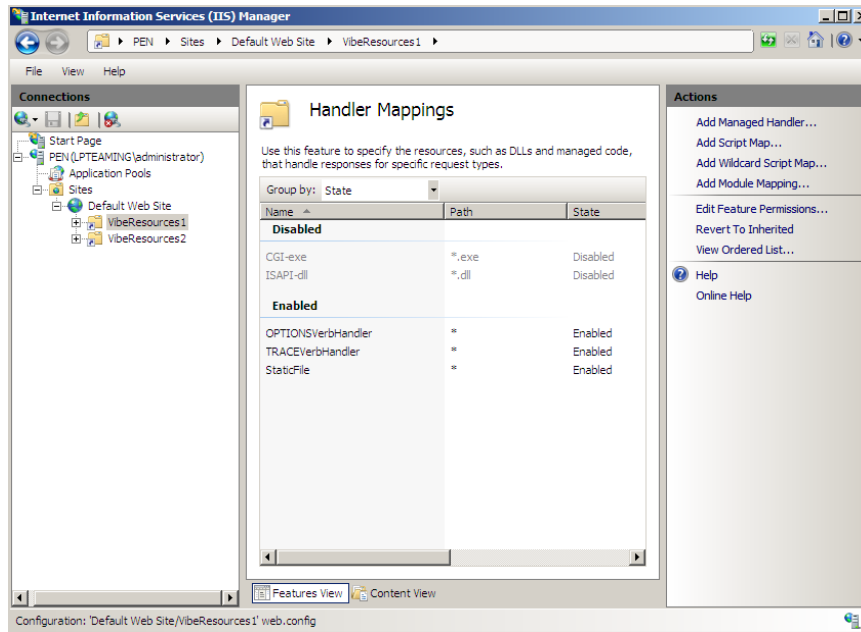 Internet Information Services (IIS) Manager
PEN Sites Default Web Site VibeResources1
File View Help
Connections
Start Page
PEN (LPTEAMING\administrator)
Application Pools
Sites
Default Web Site
VibeResources1
VibeResources2
Handler Mappings
Use this feature to specify the resources, such as DLLs and managed code,
that handle responses for specific request types.
Group by: State
Name Path State
Disabled
CGI-exe *.exe Disabled
ISAPI-dll *.dll Disabled
Enabled
OPTIONSVerbHandler * Enabled
TRACEVerbHandler * Enabled
StaticFile * Enabled
Features View Content View
Actions
Add Managed Handler...
Add Script Map...
Add Wildcard Script Map...
Add Module Mapping...
Edit Feature Permissions...
Revert To Inherited
View Ordered List...
Help
Online Help
Configuration: 'Default Web Site/VibeResources1' web.config